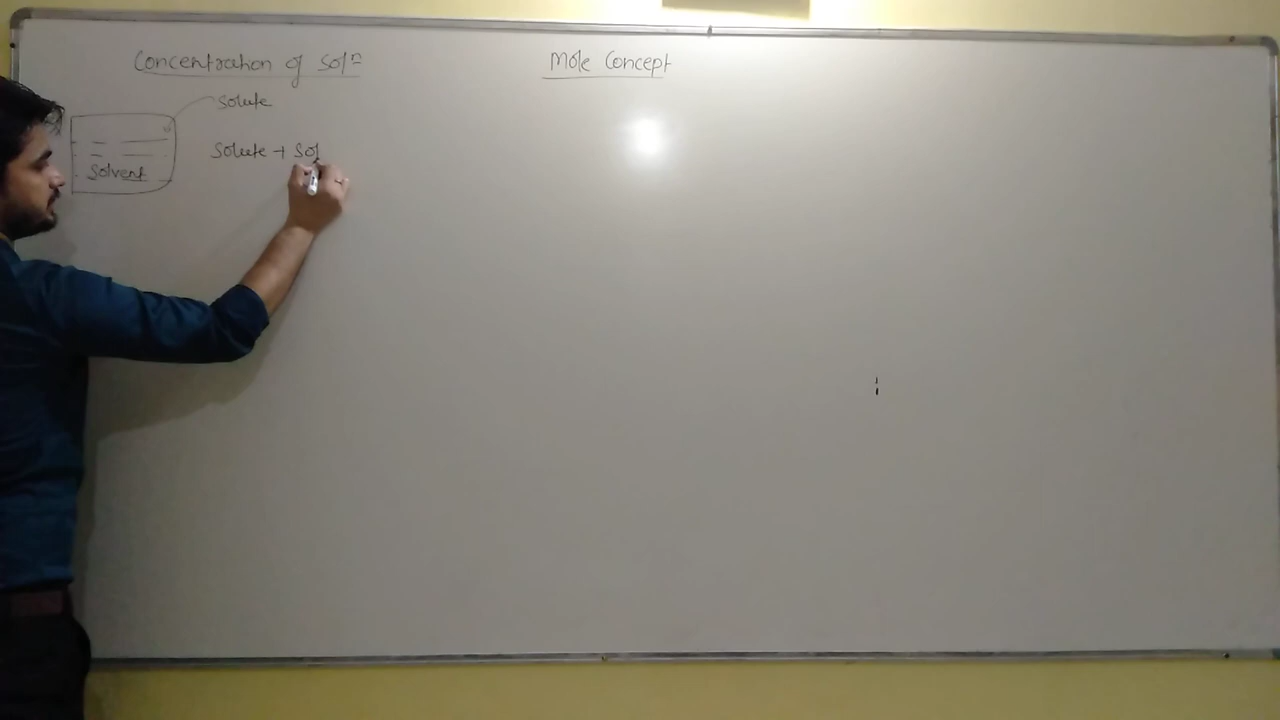 Concentration of Solⁿ
Mole Concept
Solute
Solvent
Solute + Sol